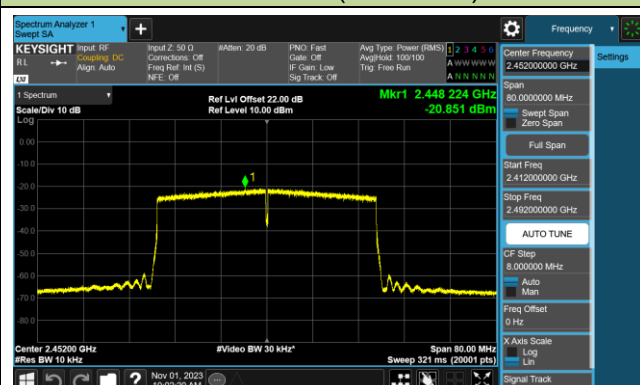 Spectrum Analyzer 1
Swept SA
Frequency
KEYSIGHT
RL
LXI
Input: RF
Coupling: DC
Align: Auto
Input Z: 50 Ω
Corrections: Off
Freq Ref: Int (S)
NFE: Off
#Atten: 20 dB
PNO: Fast
Gate: Off
IF Gain: Low
Sig Track: Off
Avg Type: Power (RMS)
Avg|Hold: 100/100
Trig: Free Run
1 2 3 4 5 6
A W W W W W
A N N N N N
Center Frequency
2.452000000 GHz
Settings
Span
80.0000000 MHz
Swept Span
Zero Span
Full Span
Start Freq
2.412000000 GHz
Stop Freq
2.492000000 GHz
AUTO TUNE
CF Step
8.000000 MHz
Auto
Man
Freq Offset
0 Hz
X Axis Scale
Log
Lin
Signal Track
1 Spectrum
Scale/Div 10 dB
Log
Ref Lvl Offset 22.00 dB
Ref Level 10.00 dBm
Mkr1 2.448 224 GHz
-20.851 dBm
0.00
-10.0
-20.0
-30.0
-40.0
-50.0
-60.0
-70.0
-80.0
1
Center 2.45200 GHz
#Res BW 10 kHz
#Video BW 30 kHz*
Span 80.00 MHz
Sweep 321 ms (20001 pts)
Nov 01, 2023